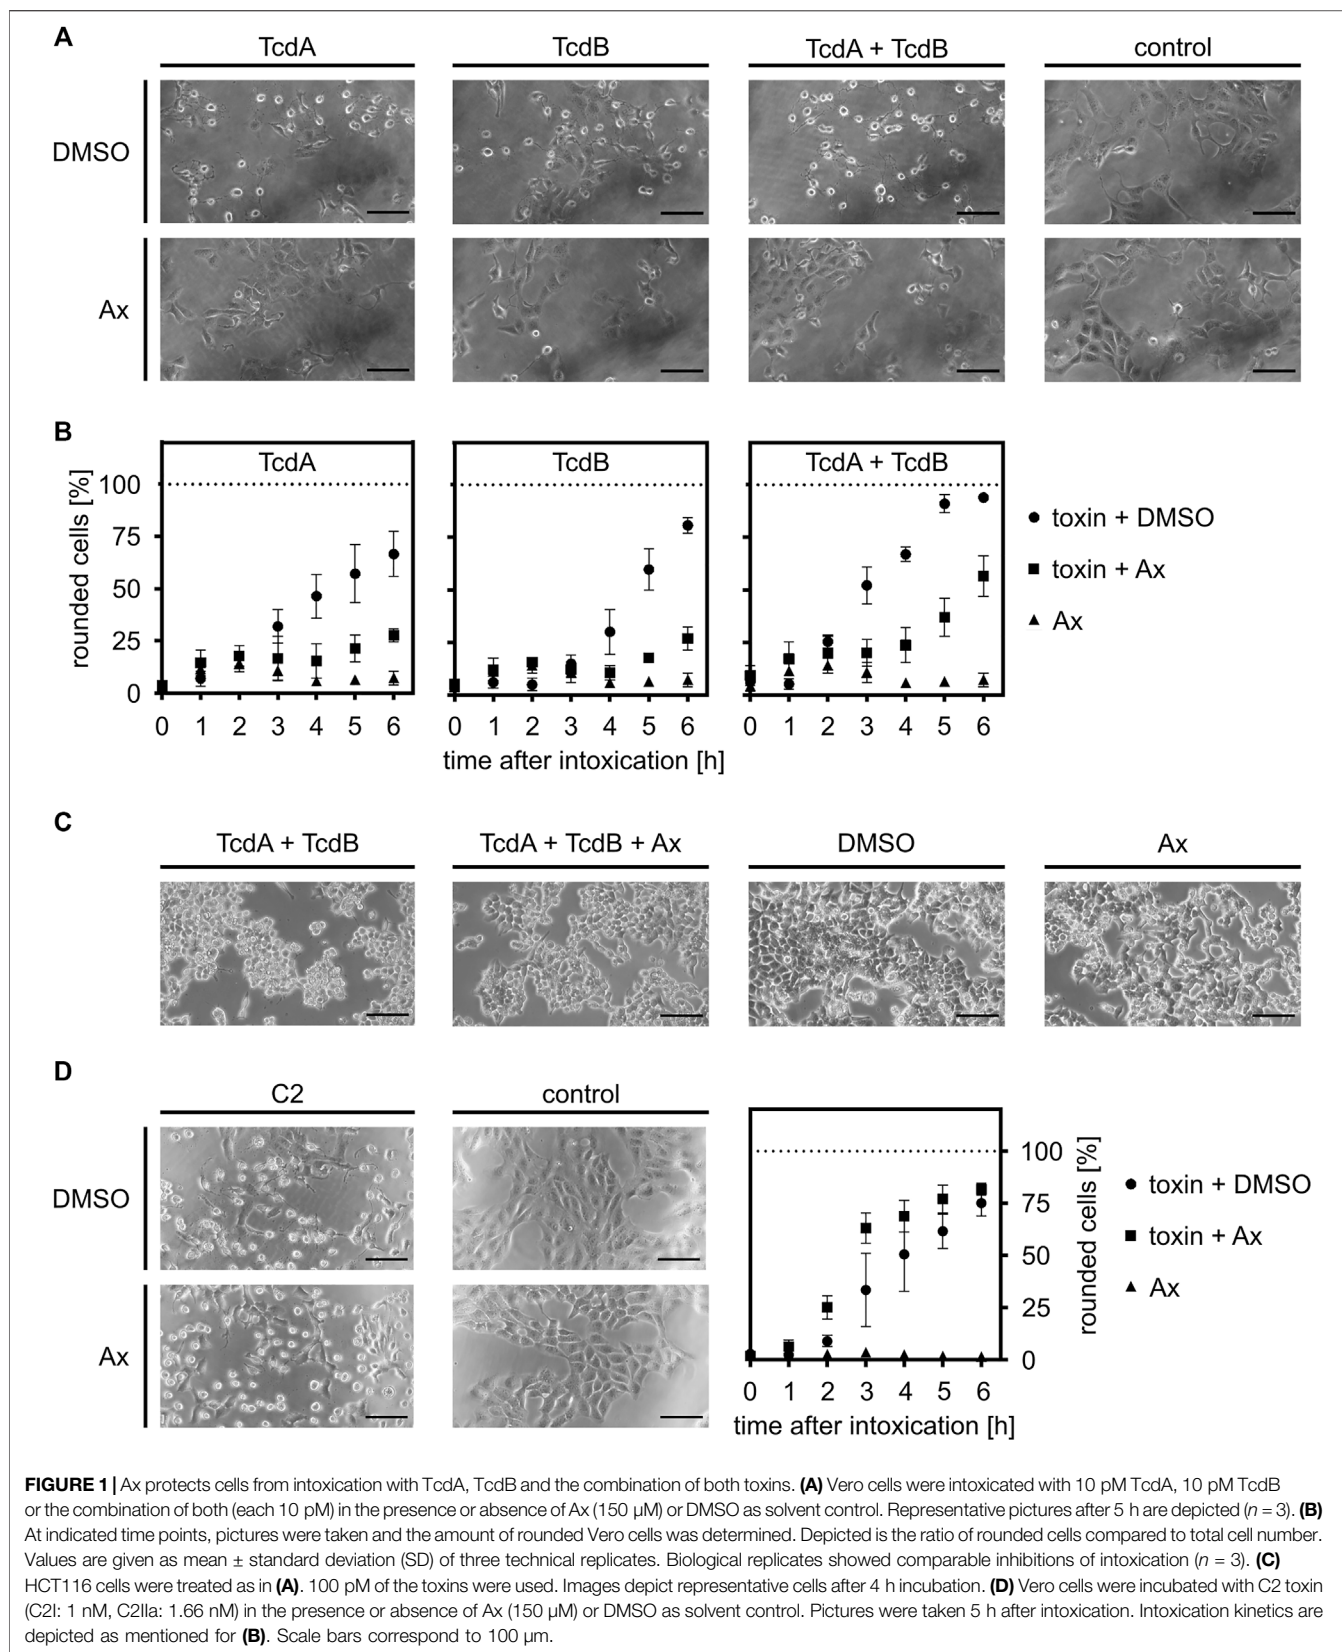 A
TcdA
TcdB
TcdA + TcdB
control
DMSO
Ax
B
TcdA
TcdB
TcdA + TcdB
rounded cells [%]
100
75
50
25
0
0 1 2 3 4 5 6
0 1 2 3 4 5 6
0 1 2 3 4 5 6
time after intoxication [h]
toxin + DMSO
toxin + Ax
Ax
C
TcdA + TcdB
TcdA + TcdB + Ax
DMSO
Ax
D
C2
control
DMSO
Ax
100
75
50
25
0
rounded cells [%]
0 1 2 3 4 5 6
time after intoxication [h]
toxin + DMSO
toxin + Ax
Ax
FIGURE 1 | Ax protects cells from intoxication with TcdA, TcdB and the combination of both toxins. (A) Vero cells were intoxicated with 10 pM TcdA, 10 pM TcdB
or the combination of both (each 10 pM) in the presence or absence of Ax (150 µM) or DMSO as solvent control. Representative pictures after 5 h are depicted (n = 3). (B)
At indicated time points, pictures were taken and the amount of rounded Vero cells was determined. Depicted is the ratio of rounded cells compared to total cell number.
Values are given as mean ± standard deviation (SD) of three technical replicates. Biological replicates showed comparable inhibitions of intoxication (n = 3). (C)
HCT116 cells were treated as in (A). 100 pM of the toxins were used. Images depict representative cells after 4 h incubation. (D) Vero cells were incubated with C2 toxin
(C2I: 1 nM, C2IIa: 1.66 nM) in the presence or absence of Ax (150 µM) or DMSO as solvent control. Pictures were taken 5 h after intoxication. Intoxication kinetics are
depicted as mentioned for (B). Scale bars correspond to 100 µm.